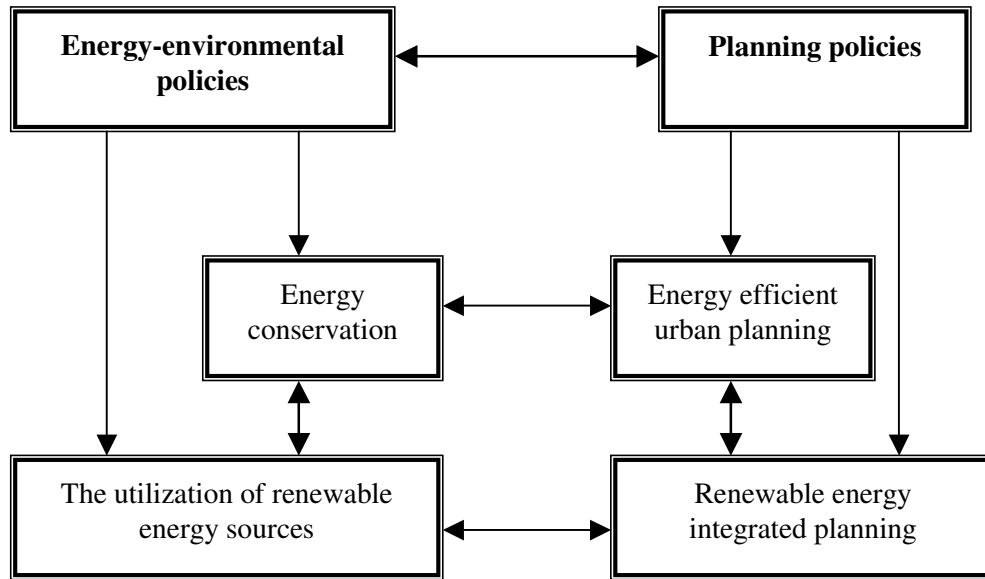 Energy-environmental
policies
Planning policies
Energy
conservation
Energy efficient
urban planning
The utilization of renewable
energy sources
Renewable energy
integrated planning